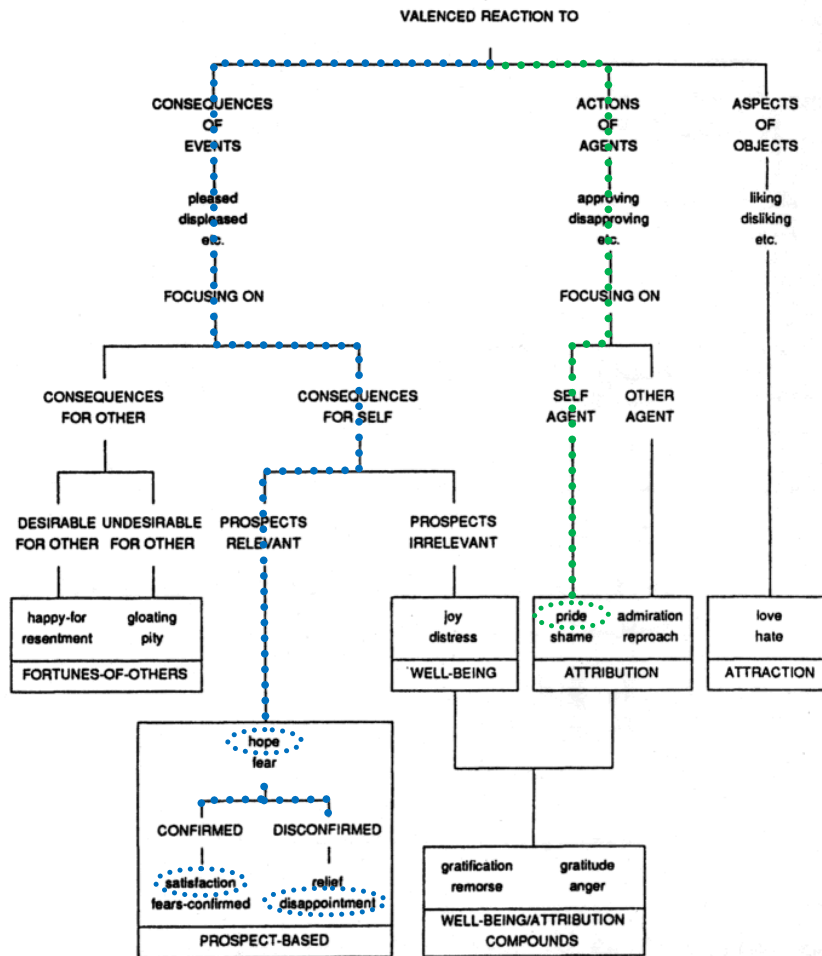 VALENCED REACTION TO
CONSEQUENCES
OF
EVENTS
pleased
displeased
etc.
FOCUSING ON
ACTIONS
OF
AGENTS
approving
disapproving
etc.
FOCUSING ON
ASPECTS
OF
OBJECTS
liking
disliking
etc.
CONSEQUENCES
FOR OTHER
CONSEQUENCES
FOR SELF
SELF
AGENT
OTHER
AGENT
DESIRABLE
FOR OTHER
UNDESIRABLE
FOR OTHER
PROSPECTS
RELEVANT
PROSPECTS
IRRELEVANT
happy-for
resentment
gloating
pity
FORTUNES-OF-OTHERS
joy
distress
WELL-BEING
pride
shame
admiration
reproach
ATTRIBUTION
love
hate
ATTRACTION
hope
fear
CONFIRMED
satisfaction
fears-confirmed
DISCONFIRMED
relief
disappointment
PROSPECT-BASED
gratification
remorse
gratitude
anger
WELL-BEING/ATTRIBUTION
COMPOUNDS